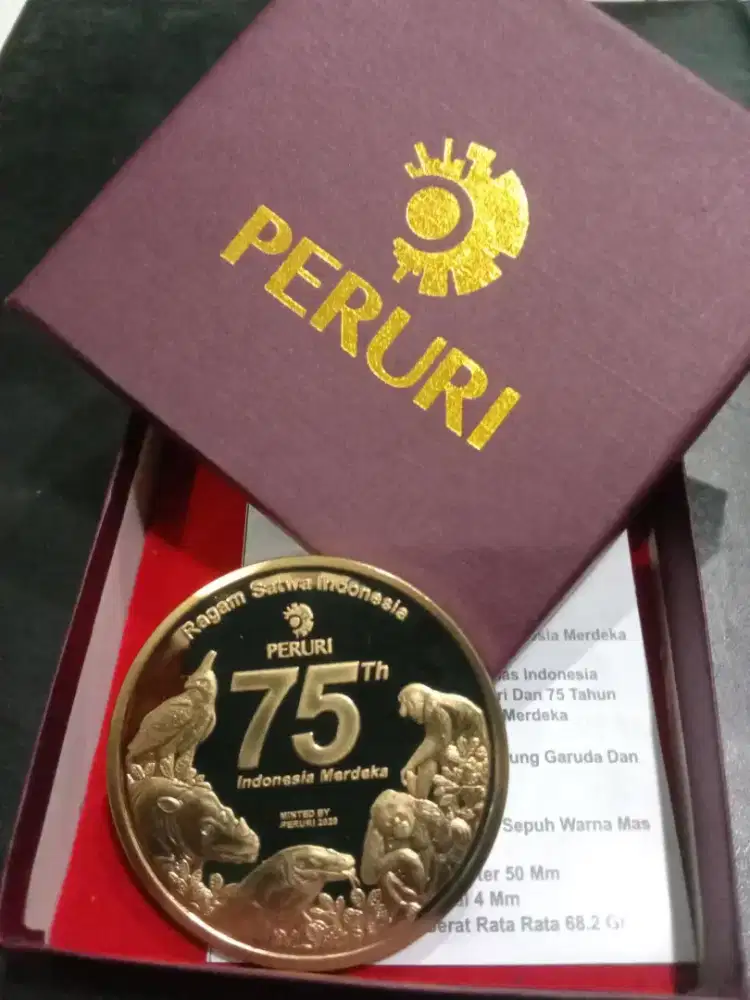 PERURI
Ragam Satwa Indonesia
PERURI
75Th
Indonesia Merdeka
MINTED BY
PERURI 2020
Merdeka
as Indonesia
ri Dan 75 Tahun
Merdeka
ung Garuda Dan
Sepuh Warna Mas
ter 50 Mm
al 4 Mm
erat Rata Rata 68.2 Gr